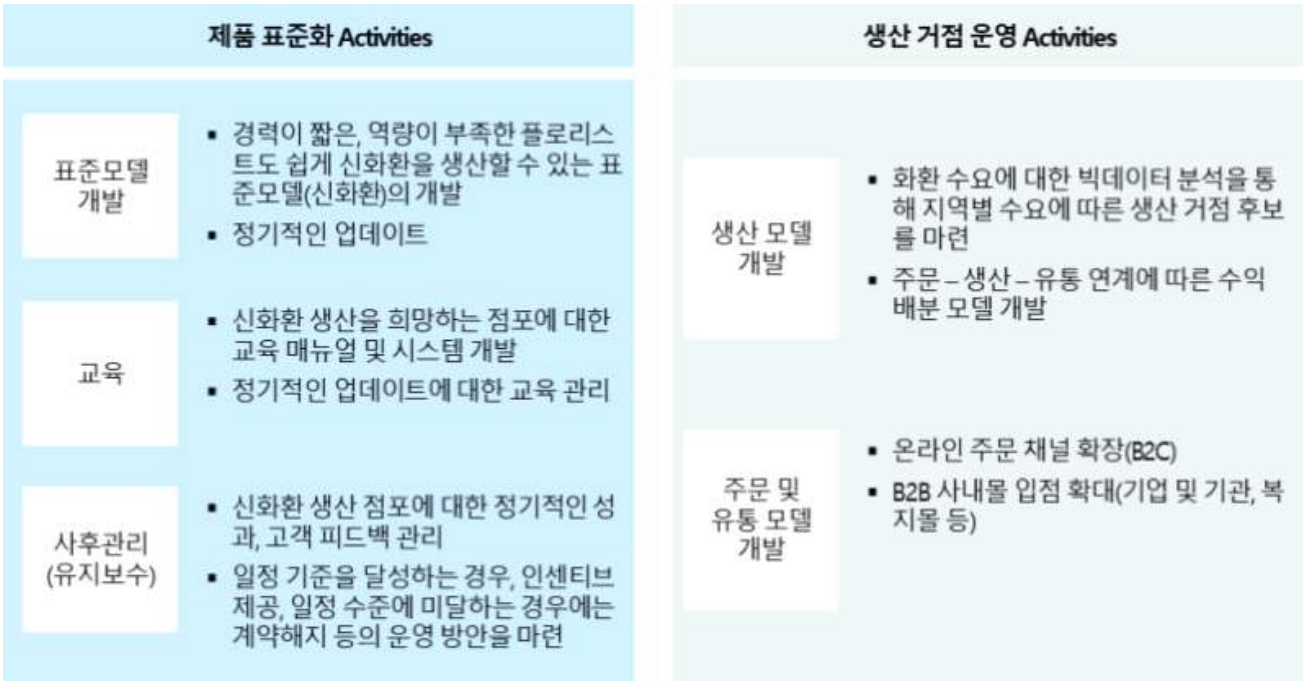 제품 표준화 Activities
표준모델
개발
▪ 경력이 짧은, 역량이 부족한 플로리스
트도 쉽게 신화환을 생산할 수 있는 표
준모델(신화환)의 개발
▪ 정기적인 업데이트
교육
▪ 신화환 생산을 희망하는 점포에 대한
교육 매뉴얼 및 시스템 개발
▪ 정기적인 업데이트에 대한 교육 관리
사후관리
(유지보수)
▪ 신화환 생산 점포에 대한 정기적인 성
과, 고객 피드백 관리
▪ 일정 기준을 달성하는 경우, 인센티브
제공, 일정 수준에 미달하는 경우에는
계약해지 등의 운영 방안을 마련
생산 거점 운영 Activities
생산 모델
개발
▪ 화환 수요에 대한 빅데이터 분석을 통
해 지역별 수요에 따른 생산 거점 후보
를 마련
▪ 주문 – 생산 – 유통 연계에 따른 수익
배분 모델 개발
주문 및
유통 모델
개발
▪ 온라인 주문 채널 확장(B2C)
▪ B2B 사내몰 입점 확대(기업 및 기관, 복
지몰 등)